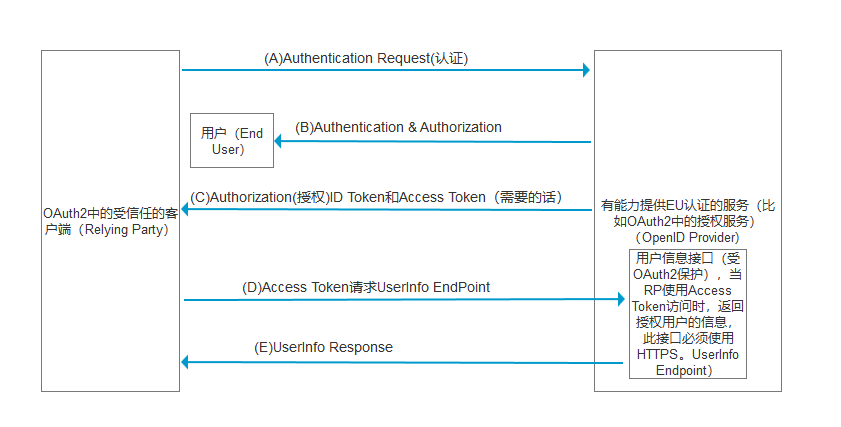 (A)Authentication Request(认证)
用户（End
User）
(B)Authentication & Authorization
(C)Authorization(授权)ID Token和Access Token（需要的话）
OAuth2中的受信任的客
户端（Relying Party）
有能力提供EU认证的服务（比
如OAuth2中的授权服务）
（OpenID Provider)
(D)Access Token请求UserInfo EndPoint
用户信息接口（受
OAuth2保护），当
RP使用Access
Token访问时，返回
授权用户的信息，
此接口必须使用
HTTPS。UserInfo
Endpoint）
(E)UserInfo Response